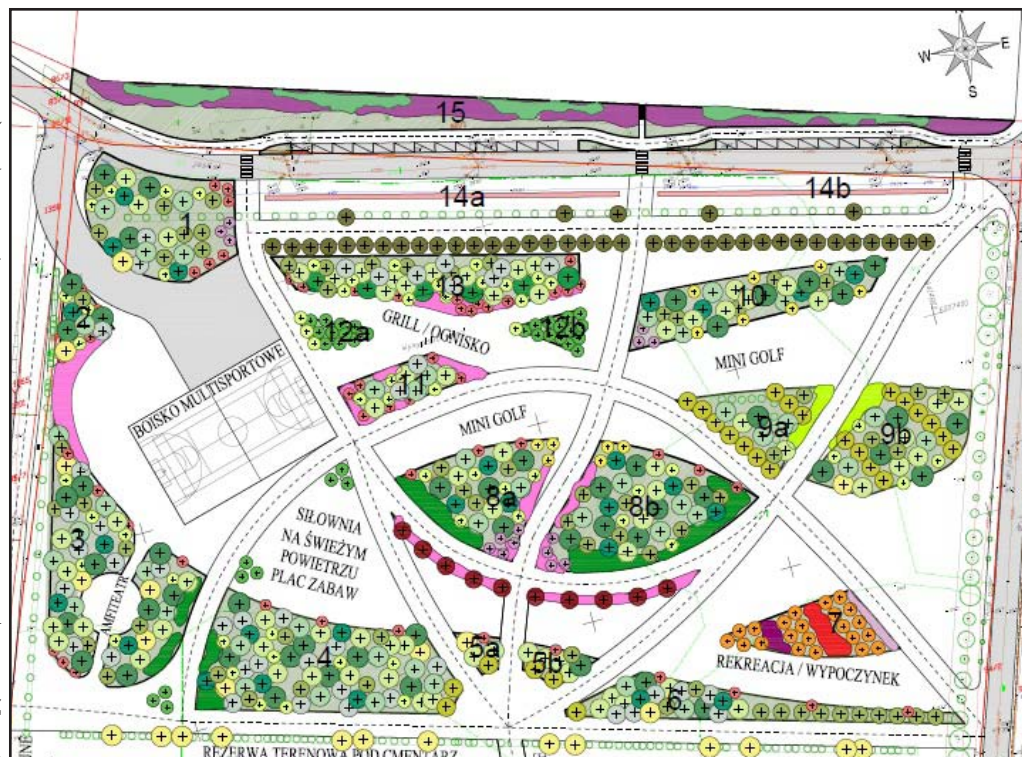 N
W
E
S
15
14a
14b
1
13
10
2
12a
GRILL / OGNISKO
12b
MINI GOLF
11
BOISKO MULTISPORTOWE
MINI GOLF
9a
9b
8a
8b
SIŁOWNIA
NA ŚWIEŻYM
POWIETRZU
PLAC ZABAW
3
AMFITEATR
7
5a
5b
4
REKREACJA / WYPOCZYNEK
6
REZERWA TERENOWA POD CMENTARZ